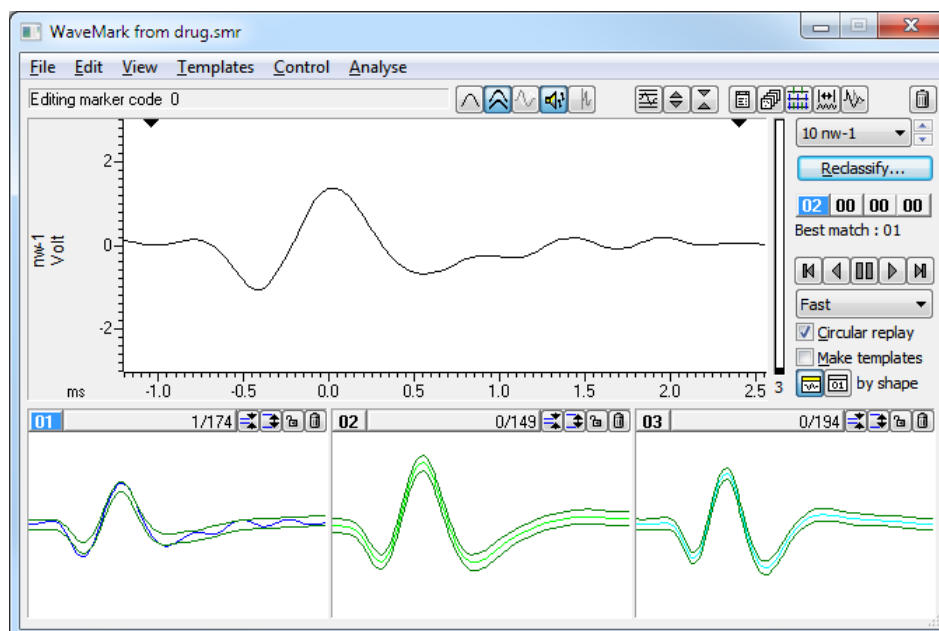 WaveMark from drug.smr
File Edit View Templates Control Analyse
Editing marker code 0
10 nw-1
Reclassify...
02 00 00 00
Best match : 01
Fast
Circular replay
Make templates
01 by shape
nw-1
Volt
2
0
-2
ms -1.0 -0.5 0.0 0.5 1.0 1.5 2.0 2.5 3
01 1/174 02 0/149 03 0/194